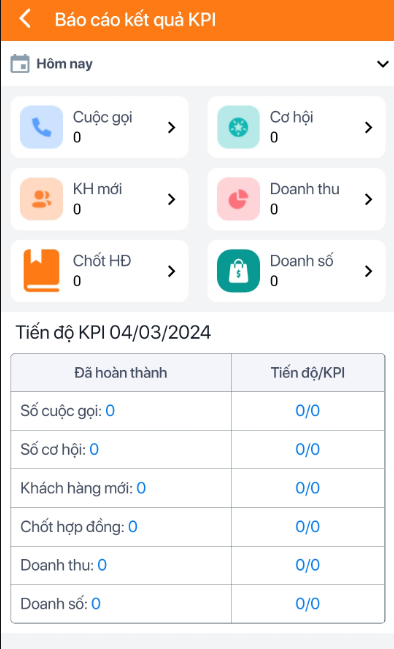 Báo cáo kết quả KPI
Hôm nay
Cuộc gọi
0
Cơ hội
0
KH mới
0
Doanh thu
0
Chốt HĐ
0
Doanh số
0
Tiến độ KPI 04/03/2024
Đã hoàn thành Tiến độ/KPI
Số cuộc gọi: 0 0/0
Số cơ hội: 0 0/0
Khách hàng mới: 0 0/0
Chốt hợp đồng: 0 0/0
Doanh thu: 0 0/0
Doanh số: 0 0/0